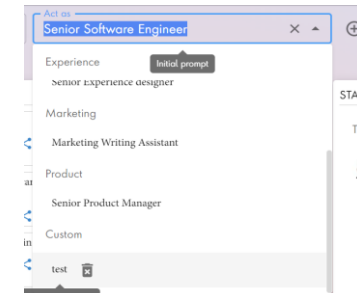 Act as
Senior Software Engineer
Initial prompt
Experience
Senior Experience designer
STA
Marketing
Marketing Writing Assistant
Product
Senior Product Manager
Custom
test